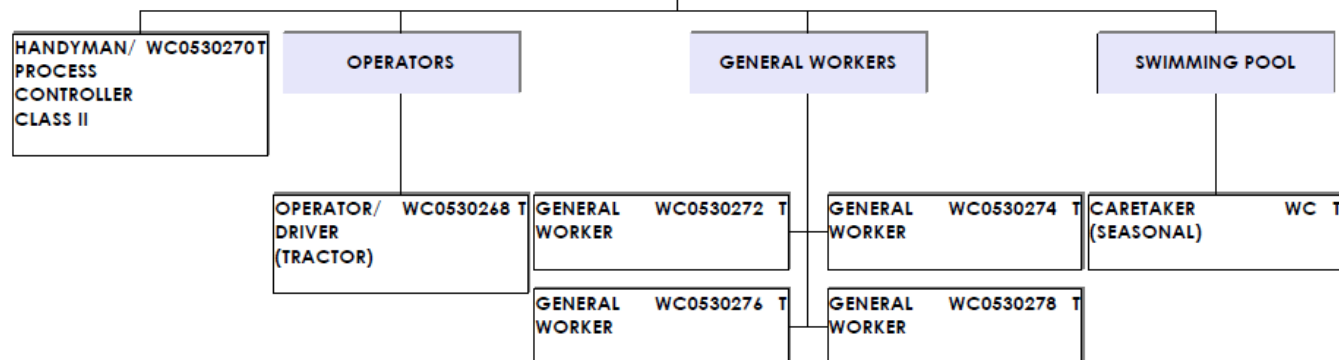 HANDYMAN/ WC0530270 T
PROCESS
CONTROLLER
CLASS II
OPERATORS
GENERAL WORKERS
SWIMMING POOL
OPERATOR/ WC0530268 T
DRIVER
(TRACTOR)
GENERAL WC0530272 T
WORKER
GENERAL WC0530274 T
WORKER
CARETAKER WC T
(SEASONAL)
GENERAL WC0530276 T
WORKER
GENERAL WC0530278 T
WORKER